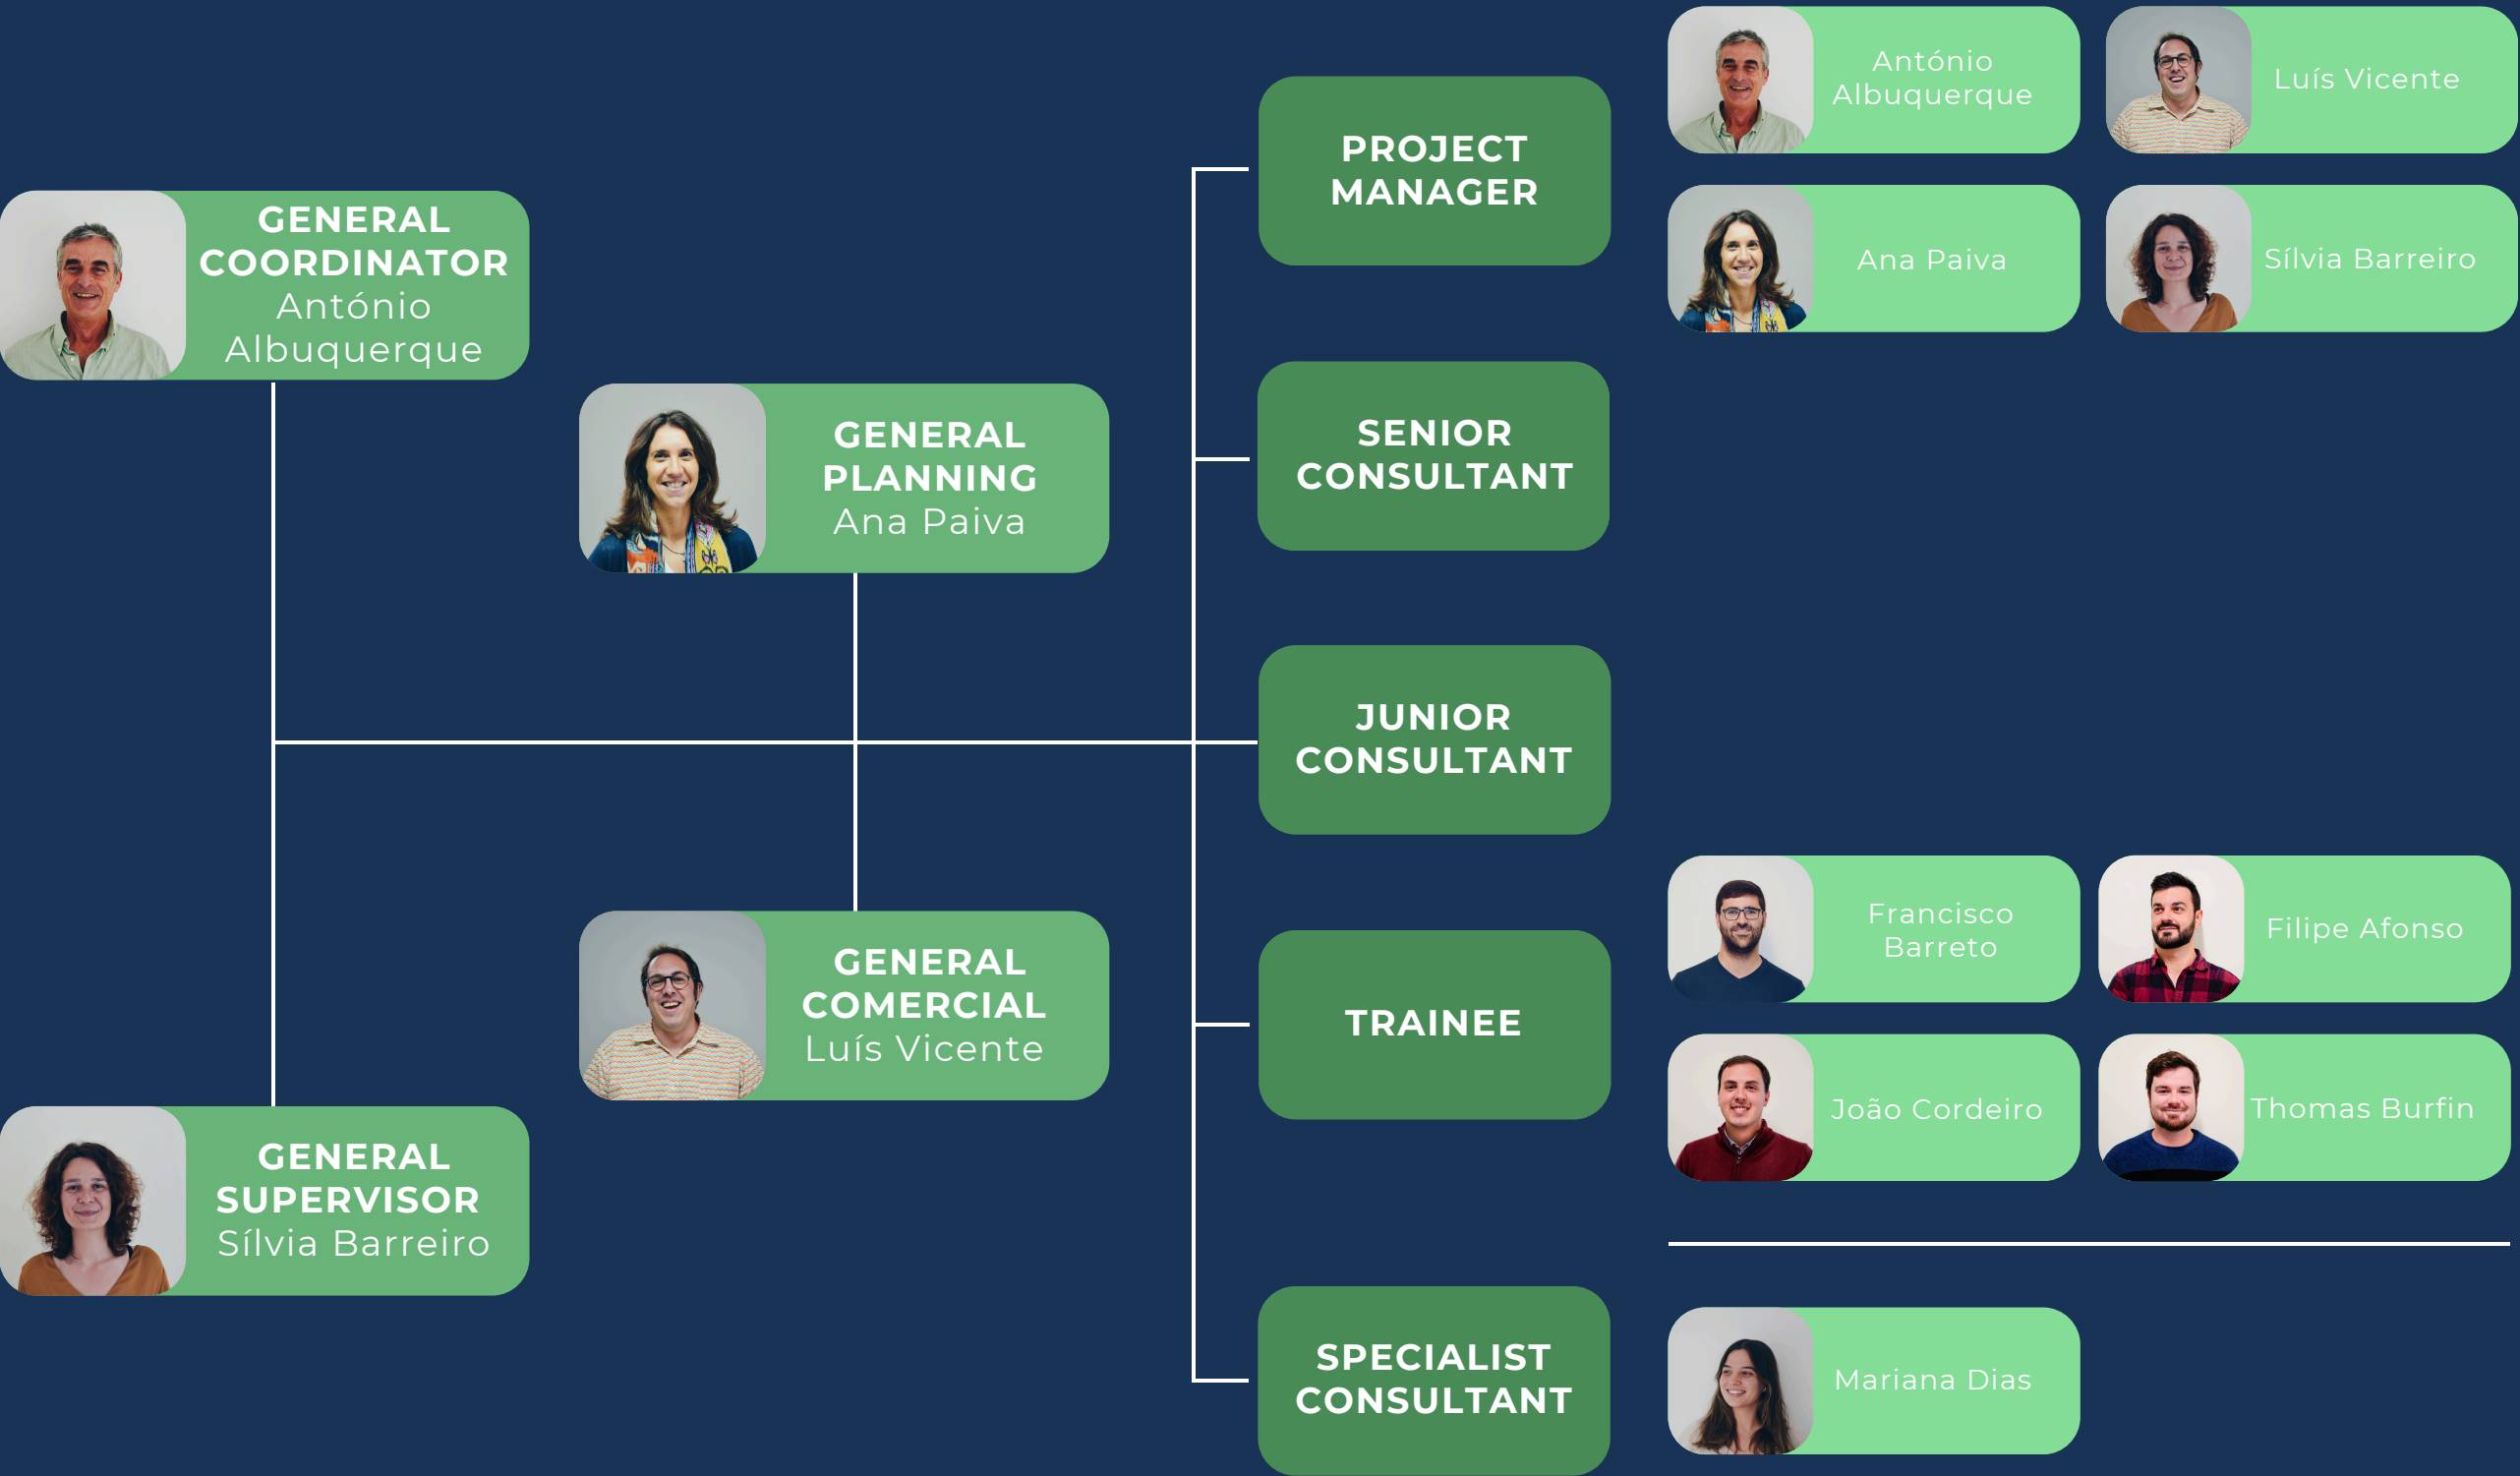 GENERAL
COORDINATOR
António
Albuquerque
GENERAL
SUPERVISOR
Sílvia Barreiro
GENERAL
PLANNING
Ana Paiva
GENERAL
COMERCIAL
Luís Vicente
PROJECT
MANAGER
António
Albuquerque
Luís Vicente
Ana Paiva
Sílvia Barreiro
SENIOR
CONSULTANT
JUNIOR
CONSULTANT
TRAINEE
Francisco
Barreto
Filipe Afonso
João Cordeiro
Thomas Burfin
SPECIALIST
CONSULTANT
Mariana Dias